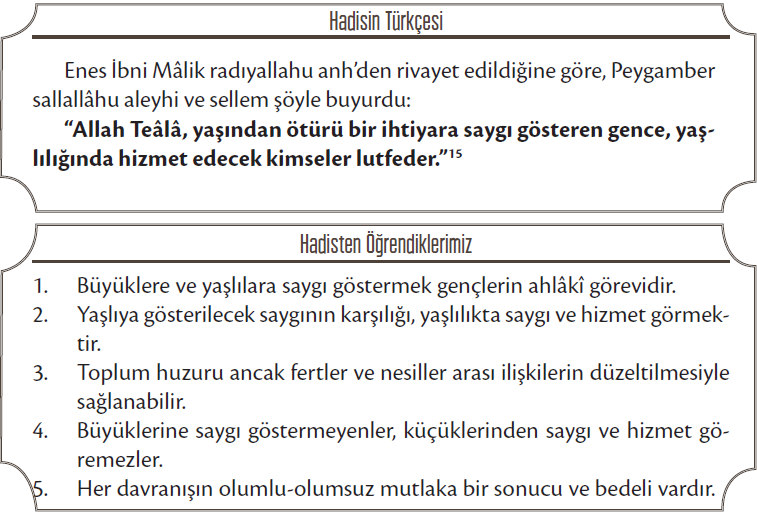 Hadisin Türkçesi
Enes İbni Mâlik radıyallahu anh’den rivayet edildiğine göre, Peygamber
sallallâhu aleyhi ve sellem şöyle buyurdu:
“Allah Teâlâ, yaşından ötürü bir ihtiyara saygı gösteren gence, yaş-
lılığında hizmet edecek kimseler lutfeder.”15
Hadisten Öğrendiklerimiz
1. Büyüklere ve yaşlılara saygı göstermek gençlerin ahlâkî görevidir.
2. Yaşlıya gösterilecek saygının karşılığı, yaşlılıkta saygı ve hizmet görmek-
tir.
3. Toplum huzuru ancak fertler ve nesiller arası ilişkilerin düzeltilmesiyle
sağlanabilir.
4. Büyüklerine saygı göstermeyenler, küçüklerinden saygı ve hizmet gö-
remezler.
5. Her davranışın olumlu-olumsuz mutlaka bir sonucu ve bedeli vardır.